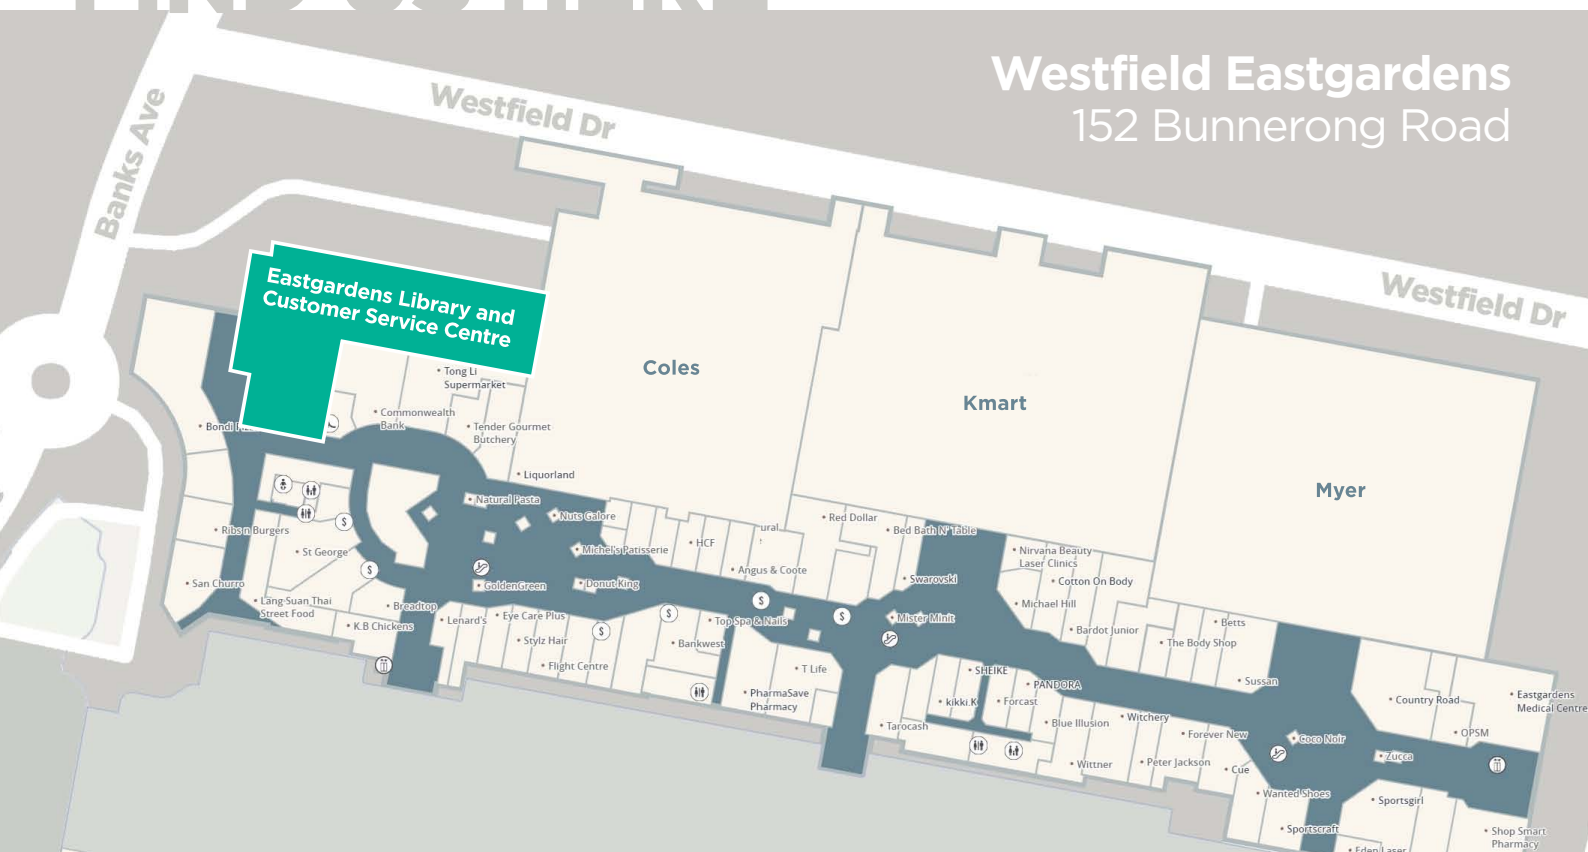 Westfield Eastgardens
152 Bunnerong Road
Westfield Dr
Banks Ave
Westfield Dr
Eastgardens Library and
Customer Service Centre
Coles
Kmart
Myer
Tong Li
Supermarket
Commonwealth
Bank
Tender Gourmet
Butchery
Bondi
Liquorland
Natural Pasta
Nuts Galore
Michel's Patisserie
GoldenGreen
Donut King
Ribs n Burgers
St George
San Churro
Lang Suan Thai
Street Food
K.B Chickens
Breadtop
Lenard's
Eye Care Plus
Stylz Hair
Flight Centre
HCF
ural
Angus & Coote
Red Dollar
Bed Bath N' Table
Swarovski
Mister Minit
Top Spa & Nails
Bankwest
T Life
PharmaSave
Pharmacy
Nirvana Beauty
Laser Clinics
Cotton On Body
Michael Hill
Bardot Junior
Betts
The Body Shop
Sussan
SHEIKE
PANDORA
kikki.K
Forcast
Tarocash
Blue Illusion
Witchery
Forever New
Wittner
Peter Jackson
Cue
Coco Noir
Zucca
Country Road
Eastgardens
Medical Centre
OPSM
Wanted Shoes
Sportsgirl
Sportscraft
Shop Smart
Pharmacy
Eden Laser